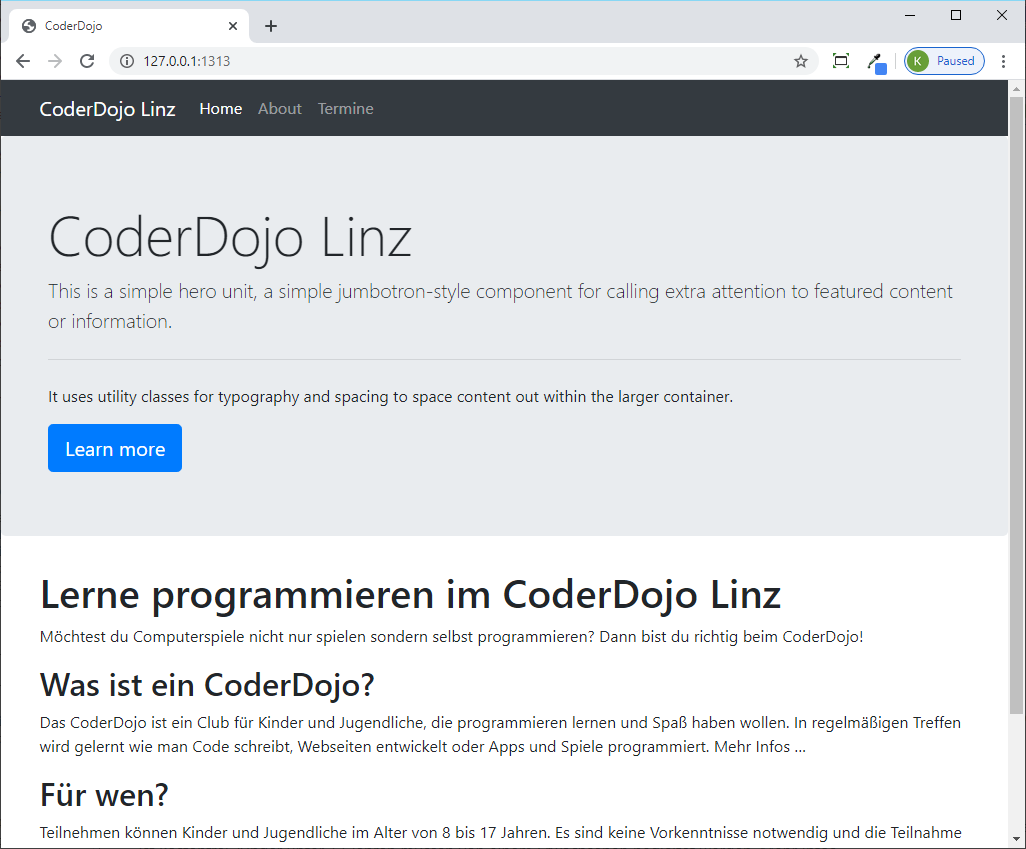 CoderDojo
127.0.0.1:1313
K Paused
CoderDojo Linz Home About Termine
CoderDojo Linz
This is a simple hero unit, a simple jumbotron-style component for calling extra attention to featured content
or information.
It uses utility classes for typography and spacing to space content out within the larger container.
Learn more
Lerne programmieren im CoderDojo Linz
Möchtest du Computerspiele nicht nur spielen sondern selbst programmieren? Dann bist du richtig beim CoderDojo!
Was ist ein CoderDojo?
Das CoderDojo ist ein Club für Kinder und Jugendliche, die programmieren lernen und Spaß haben wollen. In regelmäßigen Treffen
wird gelernt wie man Code schreibt, Webseiten entwickelt oder Apps und Spiele programmiert. Mehr Infos ...
Für wen?
Teilnehmen können Kinder und Jugendliche im Alter von 8 bis 17 Jahren. Es sind keine Vorkenntnisse notwendig und die Teilnahme